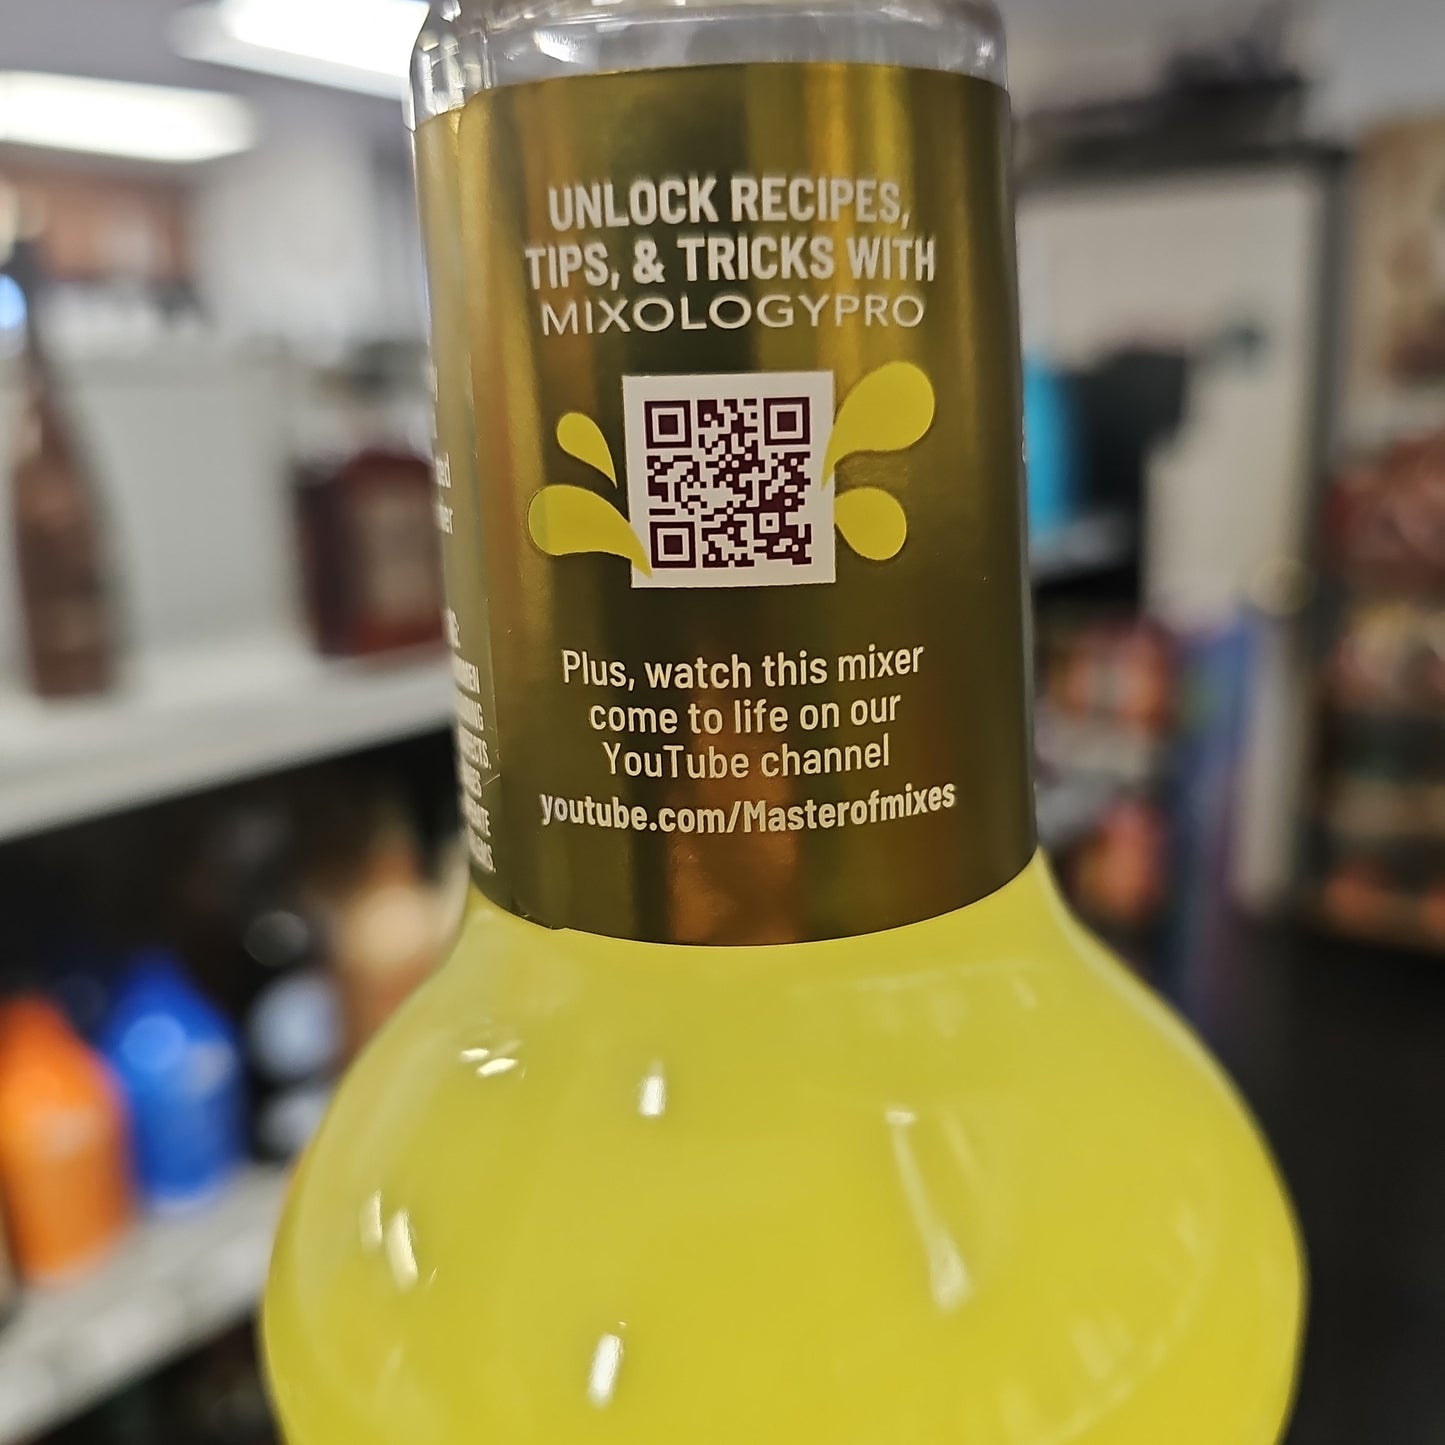 UNLOCK RECIPES,
TIPS, & TRICKS WITH
MIXOLOGYPRO
Plus, watch this mixer
come to life on our
YouTube channel
youtube.com/Masterofmixes